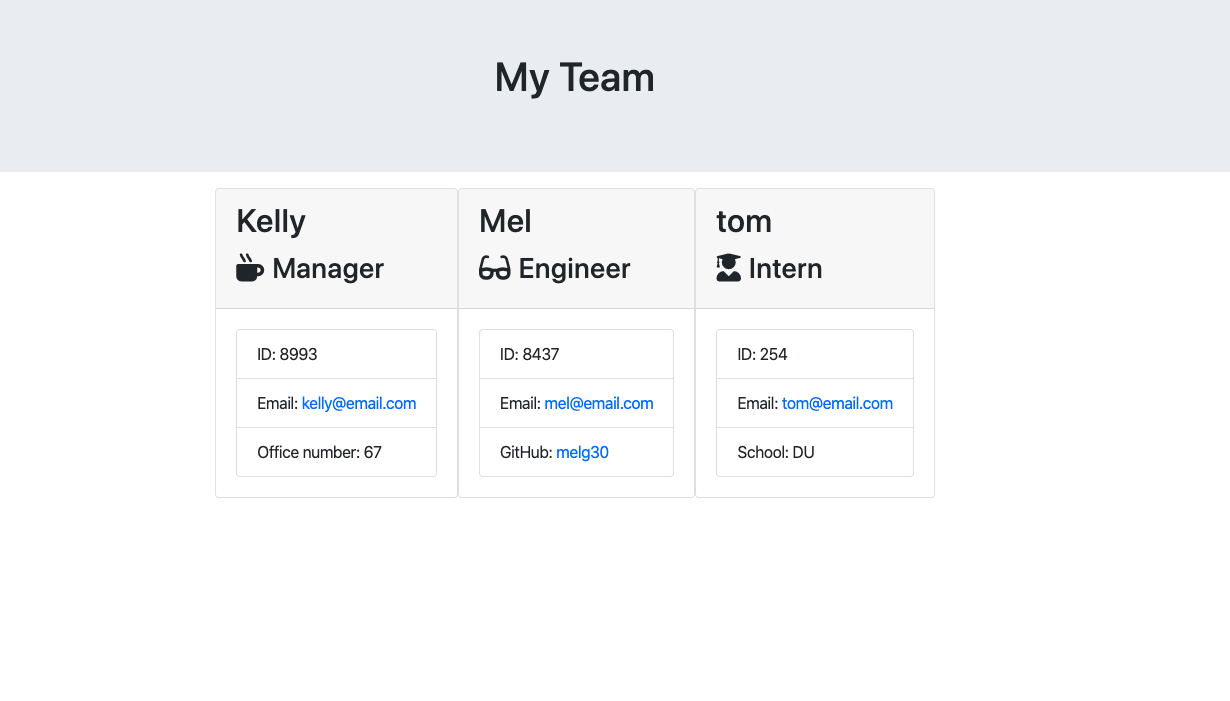 My Team
Kelly
Manager
ID: 8993
Email: kelly@email.com
Office number: 67
Mel
Engineer
ID: 8437
Email: mel@email.com
GitHub: melg30
tom
Intern
ID: 254
Email: tom@email.com
School: DU